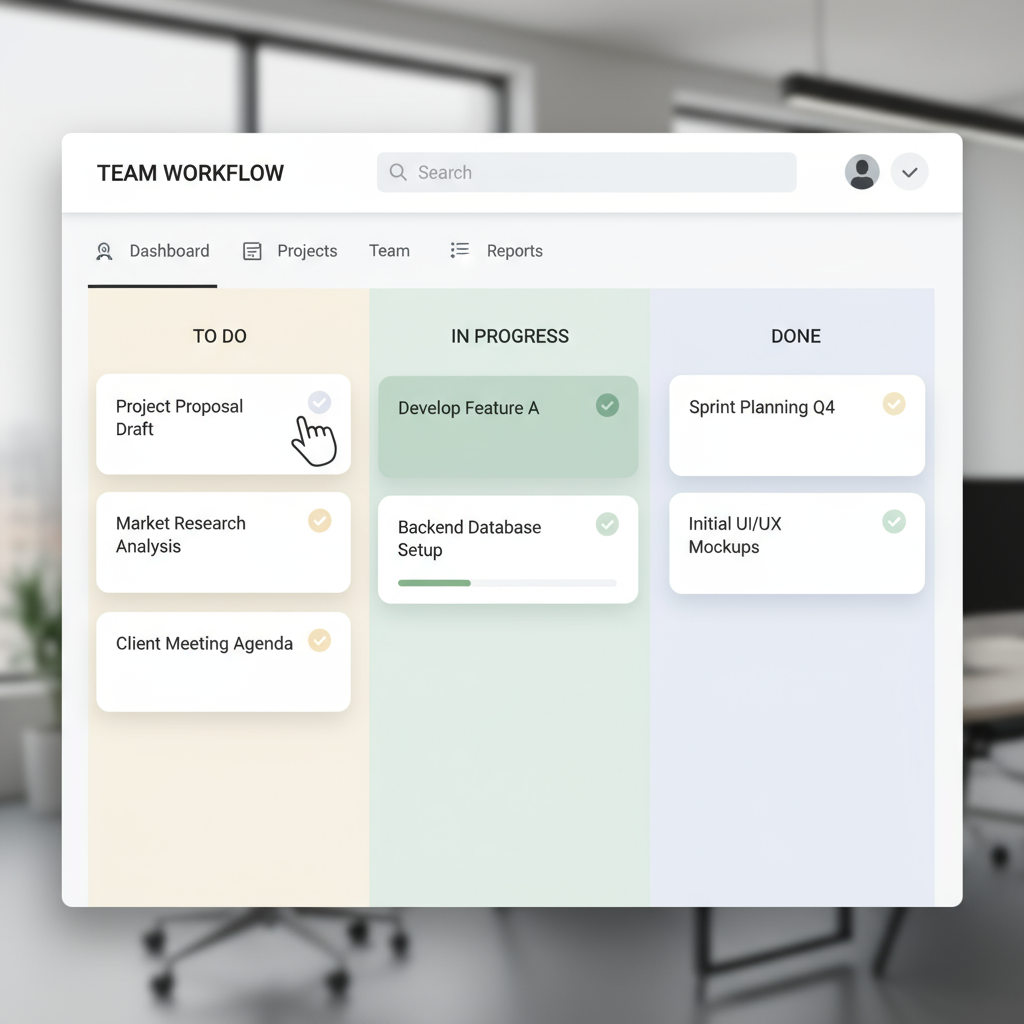 TEAM WORKFLOW
Search
Dashboard
Projects
Team
Reports
TO DO
Project Proposal
Draft
Market Research
Analysis
Client Meeting Agenda
IN PROGRESS
Develop Feature A
Backend Database
Setup
DONE
Sprint Planning Q4
Initial UI/UX
Mockups